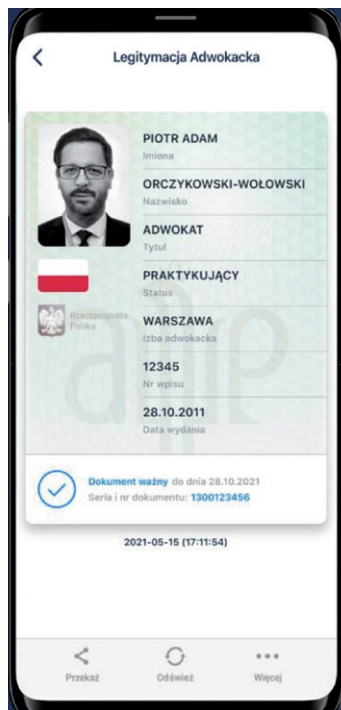 Legitymacja Adwokacka
PIOTR ADAM
Imiona
ORCZYKOWSKI-WOŁOWSKI
Nazwisko
ADWOKAT
Tytuł
PRAKTYKUJĄCY
Status
Rzeczpospolita
Polska
WARSZAWA
Izba adwokacka
12345
Nr wpisu
28.10.2011
Data wydania
Dokument ważny do dnia 28.10.2021
Seria i nr dokumentu: 1300123456
2021-05-15 (17:11:54)
Przekaż
Odśwież
Więcej